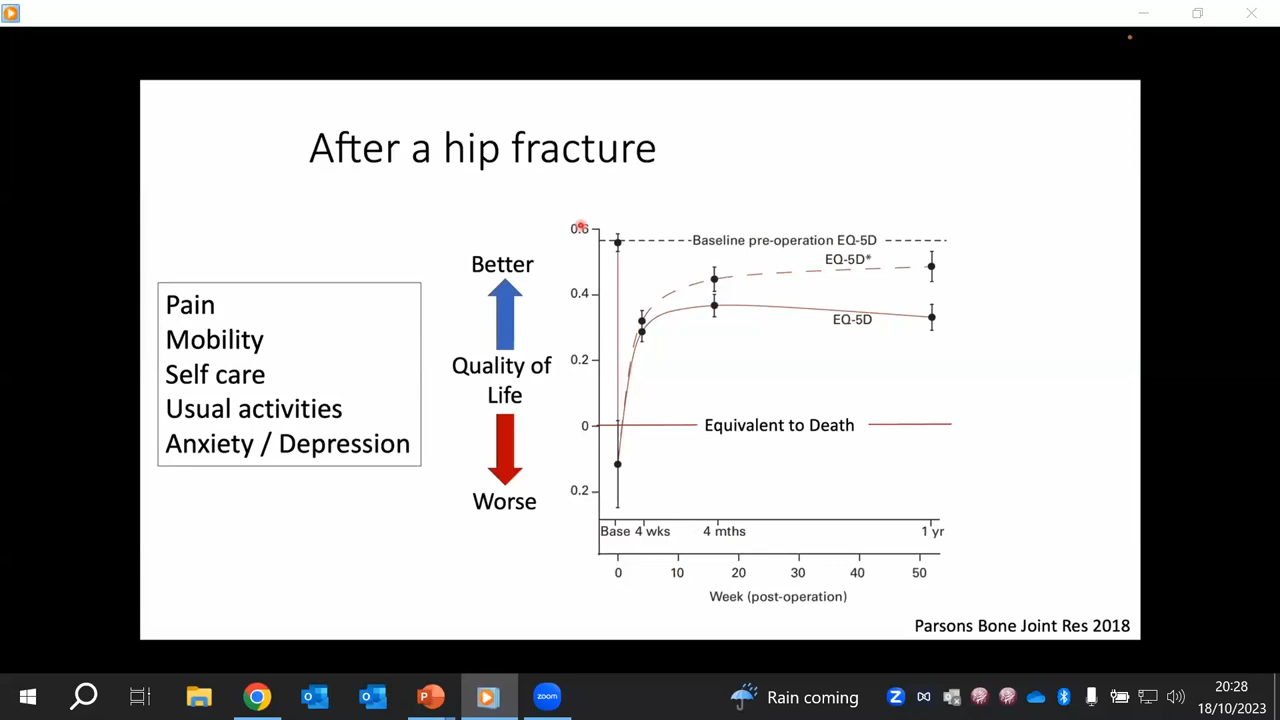 After a hip fracture
Pain
Mobility
Self care
Usual activities
Anxiety / Depression
Better
Quality of
Life
Worse
0.6
0.4
0.2
0
0.2
Baseline pre-operation EQ-5D
EQ-5D*
EQ-5D
Equivalent to Death
Base 4 wks 4 mths 1 yr
0 10 20 30 40 50
Week (post-operation)
Parsons Bone Joint Res 2018
zoom
Rain coming
20:28
18/10/2023